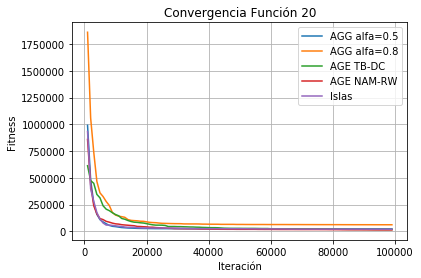 Convergencia Función 20
AGG alfa=0.5
AGG alfa=0.8
AGE TB-DC
AGE NAM-RW
Islas
1750000
1500000
1250000
1000000
750000
500000
250000
0
Fitness
0 20000 40000 60000 80000 100000
Iteración